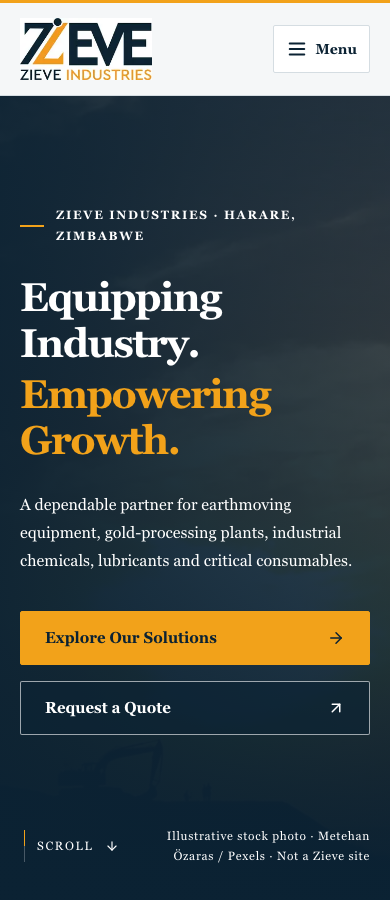 ZIEVE
ZIEVE INDUSTRIES
Menu
ZIEVE INDUSTRIES · HARARE,
ZIMBABWE
Equipping
Industry.
Empowering
Growth.
A dependable partner for earthmoving
equipment, gold-processing plants, industrial
chemicals, lubricants and critical consumables.
Explore Our Solutions
Request a Quote
SCROLL
Illustrative stock photo · Metehan
Özaras / Pexels · Not a Zieve site